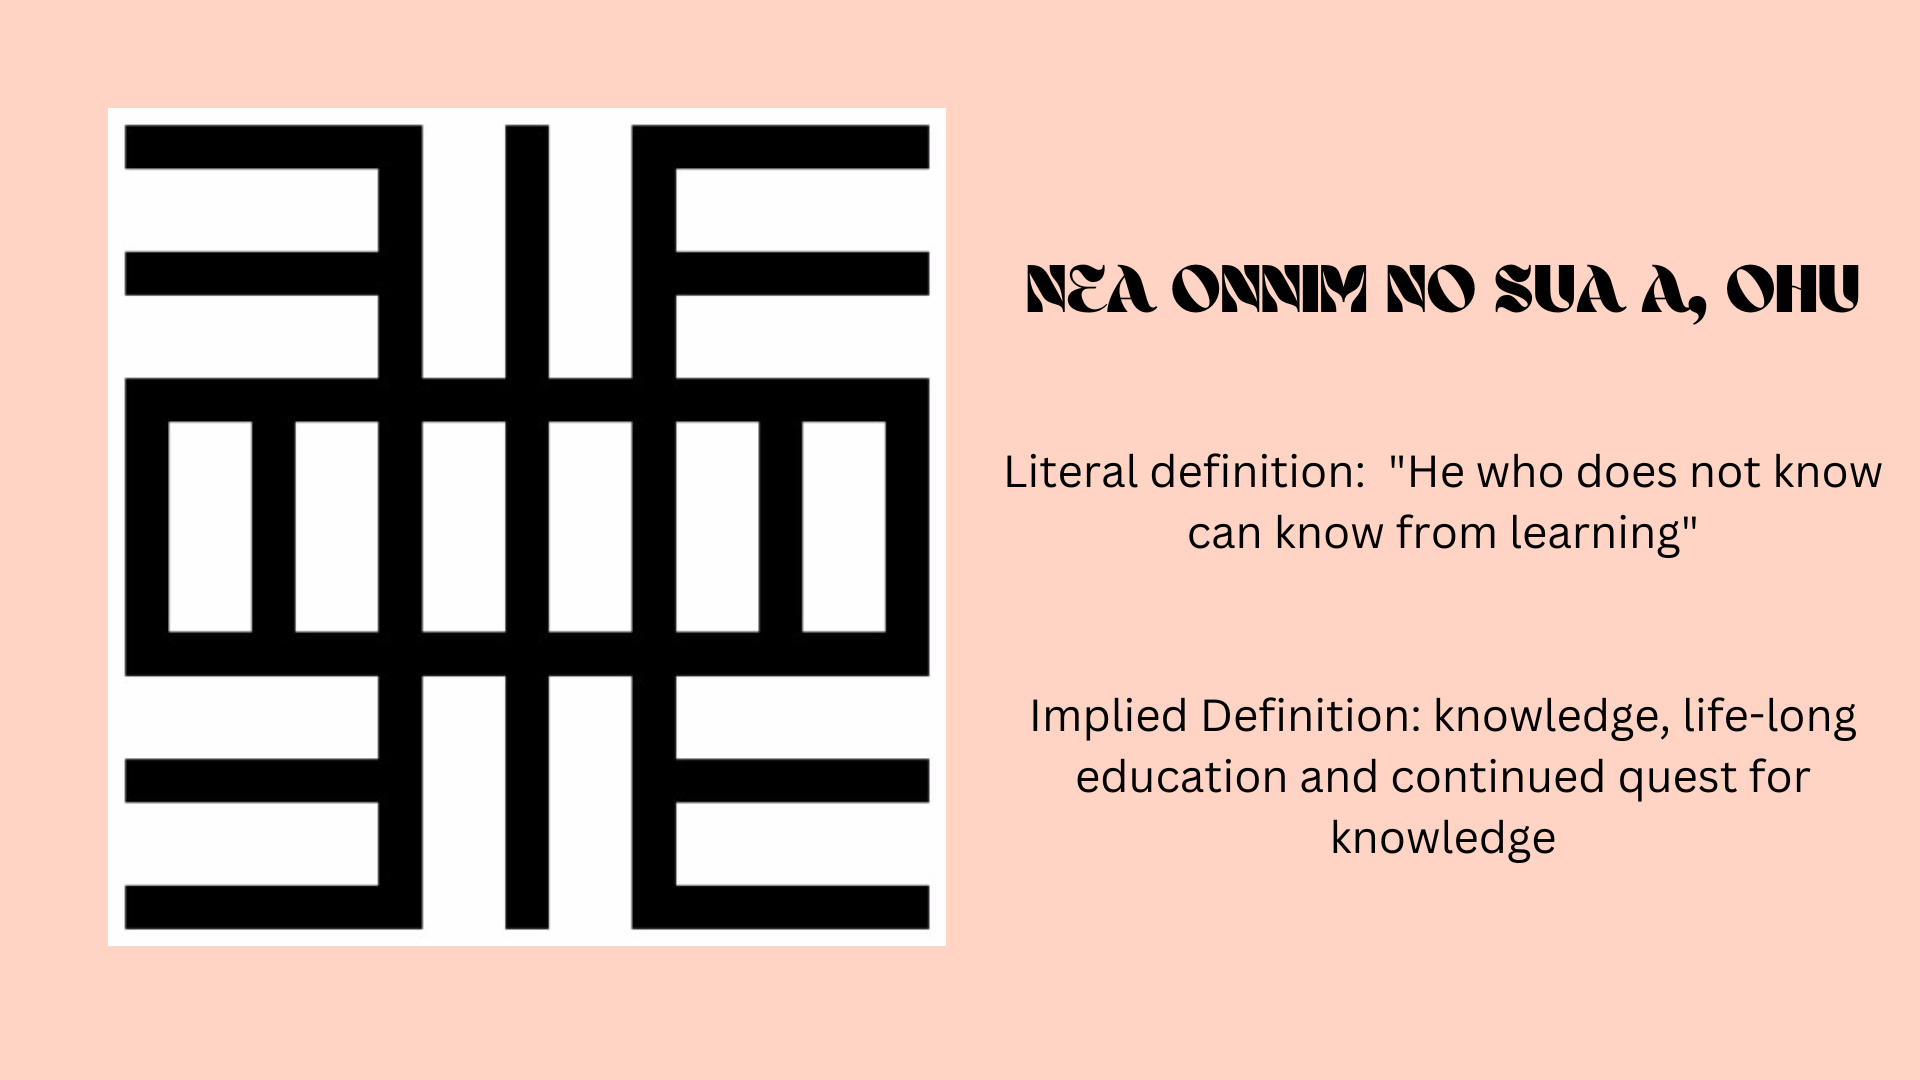 NEA ONNIM NO SUA A, OHU
Literal definition:  "He who does not know
can know from learning"
Implied Definition: knowledge, life-long
education and continued quest for
knowledge